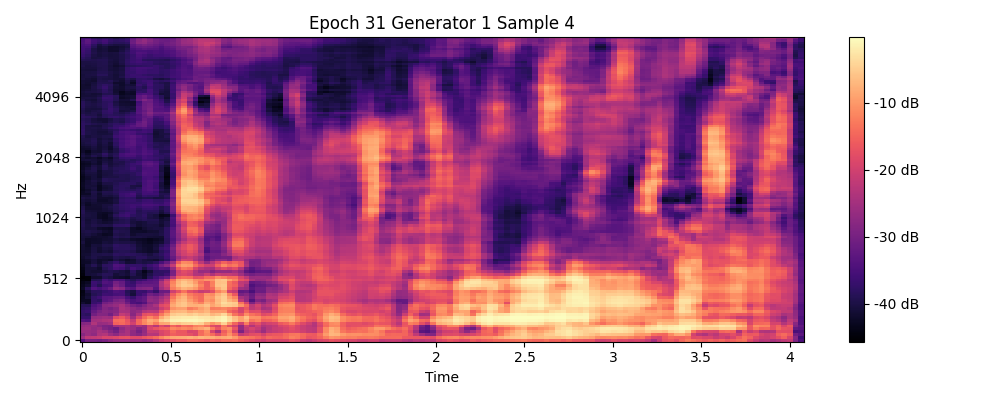 Epoch 31 Generator 1 Sample 4
Hz
4096
2048
1024
512
0
0 0.5 1 1.5 2 2.5 3 3.5 4
Time
-10 dB
-20 dB
-30 dB
-40 dB